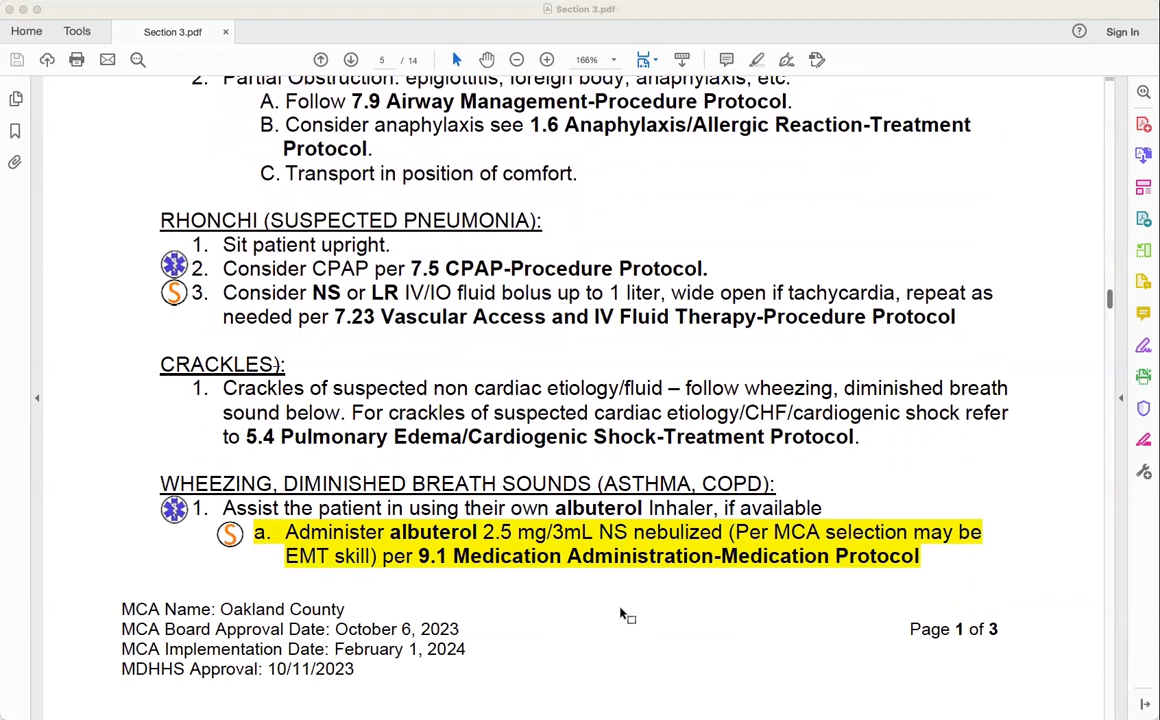 Section 3.pdf
Home Tools Section 3.pdf × Sign In
5 / 14 166%
2. Partial Obstruction: epiglottitis, foreign body, anaphylaxis, etc.
A. Follow 7.9 Airway Management-Procedure Protocol.
B. Consider anaphylaxis see 1.6 Anaphylaxis/Allergic Reaction-Treatment
Protocol.
C. Transport in position of comfort.
RHONCHI (SUSPECTED PNEUMONIA):
1. Sit patient upright.
2. Consider CPAP per 7.5 CPAP-Procedure Protocol.
S 3. Consider NS or LR IV/IO fluid bolus up to 1 liter, wide open if tachycardia, repeat as
needed per 7.23 Vascular Access and IV Fluid Therapy-Procedure Protocol
CRACKLES):
1. Crackles of suspected non cardiac etiology/fluid – follow wheezing, diminished breath
sound below. For crackles of suspected cardiac etiology/CHF/cardiogenic shock refer
to 5.4 Pulmonary Edema/Cardiogenic Shock-Treatment Protocol.
WHEEZING, DIMINISHED BREATH SOUNDS (ASTHMA, COPD):
1. Assist the patient in using their own albuterol Inhaler, if available
S a. Administer albuterol 2.5 mg/3mL NS nebulized (Per MCA selection may be
EMT skill) per 9.1 Medication Administration-Medication Protocol
MCA Name: Oakland County
MCA Board Approval Date: October 6, 2023
MCA Implementation Date: February 1, 2024
MDHHS Approval: 10/11/2023
Page 1 of 3